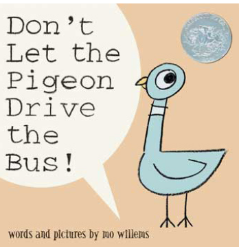 Don't
Let the
Pigeon
Drive
the
Bus!
words and pictures by mo willems